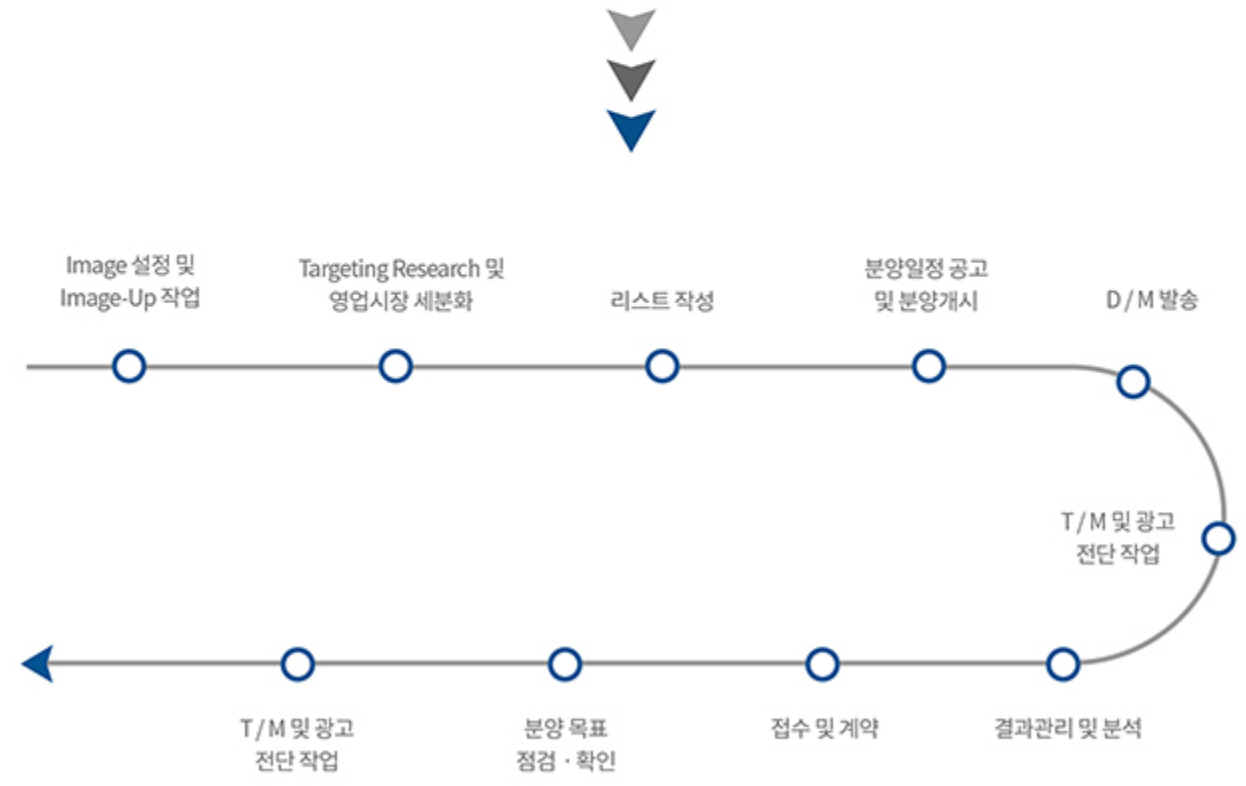 Image 설정 및
Image-Up 작업
Targeting Research 및
영업시장 세분화
리스트 작성
분양일정 공고
및 분양개시
D / M 발송
T / M 및 광고
전단 작업
결과관리 및 분석
접수 및 계약
분양 목표
점검 · 확인
T / M 및 광고
전단 작업